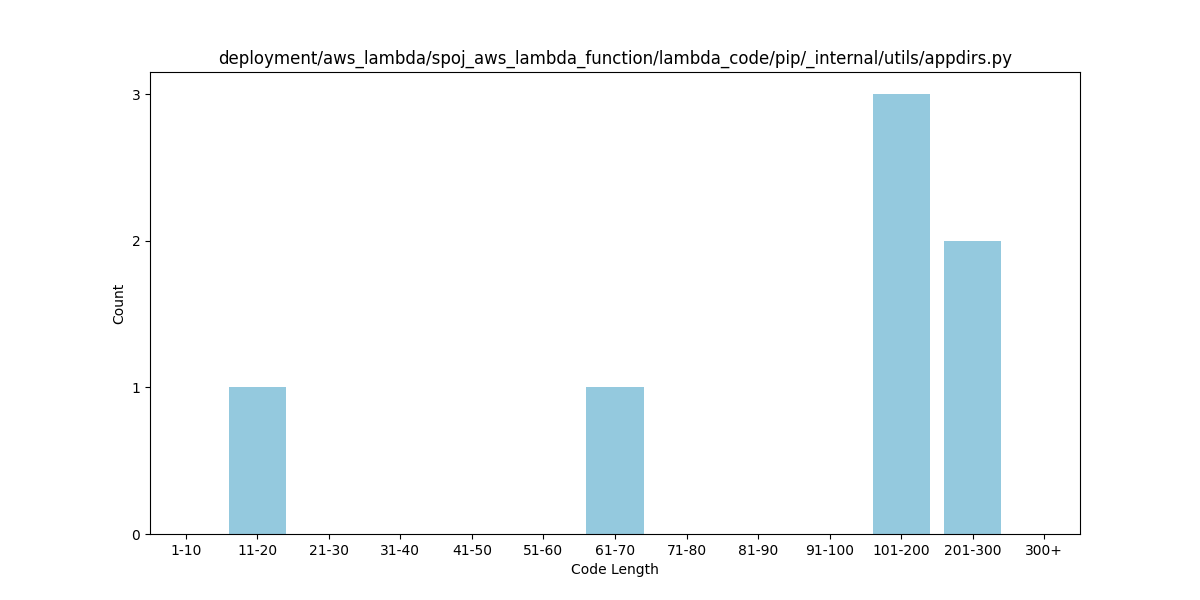 deployment/aws_lambda/spoj_aws_lambda_function/lambda_code/pip/_internal/utils/appdirs.py
3
2
1
0
Count
1-10 11-20 21-30 31-40 41-50 51-60 61-70 71-80 81-90 91-100 101-200 201-300 300+
Code Length